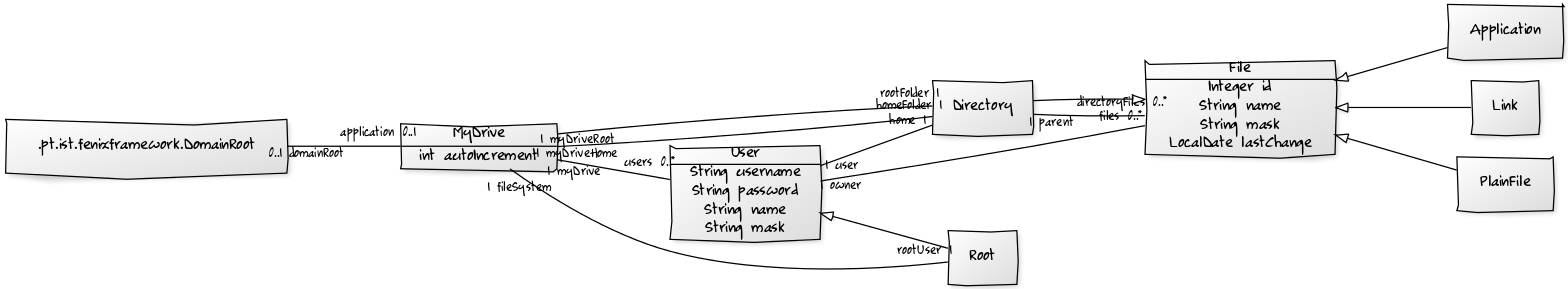 Application
File
Integer id
String name
String mask
LocalDate lastChange
Link
PlainFile
rootFolder 1
homeFolder 1
home 1
Directory
directoryFiles 0..*
files 0..*
1 parent
.pt.ist.fenixframework.DomainRoot
0..1 domainRoot
application 0..1
MyDrive
int autoIncrement
1 myDriveRoot
1 myDriveHome
1 myDrive
1 fileSystem
users 0..*
User
String username
String password
String name
String mask
1 user
1 owner
rootUser 1
Root